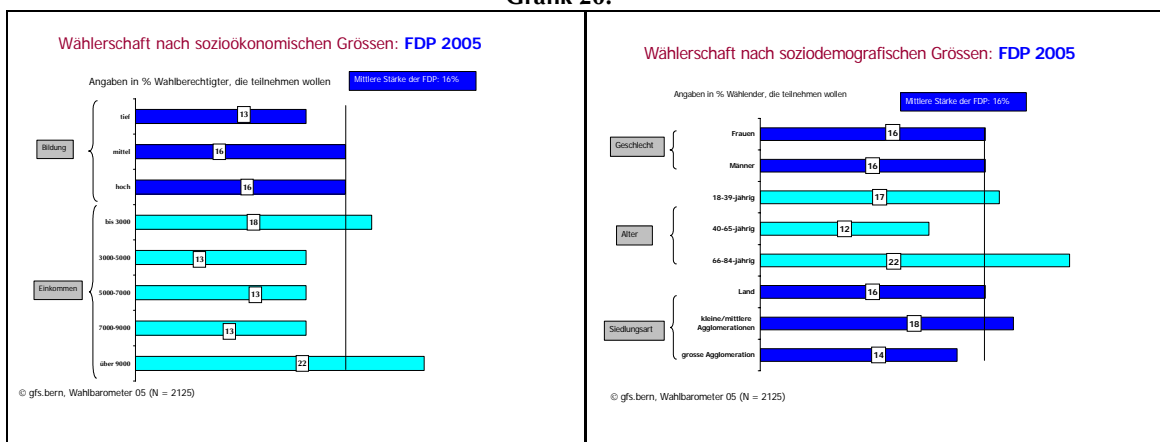 Grafik 20:
Wählerschaft nach sozioökonomischen Grössen: FDP 2005
Angaben in % Wahlberechtigter, die teilnehmen wollen
Mittlere Stärke der FDP: 16%
Bildung
tief
13
mittel
16
hoch
16
Einkommen
bis 3000
18
3000-5000
13
5000-7000
13
7000-9000
13
über 9000
22
© gfs.bern, Wahlbarometer 05 (N = 2125)
Wählerschaft nach soziodemografischen Grössen: FDP 2005
Angaben in % Wählender, die teilnehmen wollen
Mittlere Stärke der FDP: 16%
Geschlecht
Frauen
16
Männer
16
Alter
18-39-jährig
17
40-65-jährig
12
66-84-jährig
22
Siedlungsart
Land
16
kleine/mittlere
Agglomerationen
18
grosse Agglomeration
14
© gfs.bern, Wahlbarometer 05 (N = 2125)